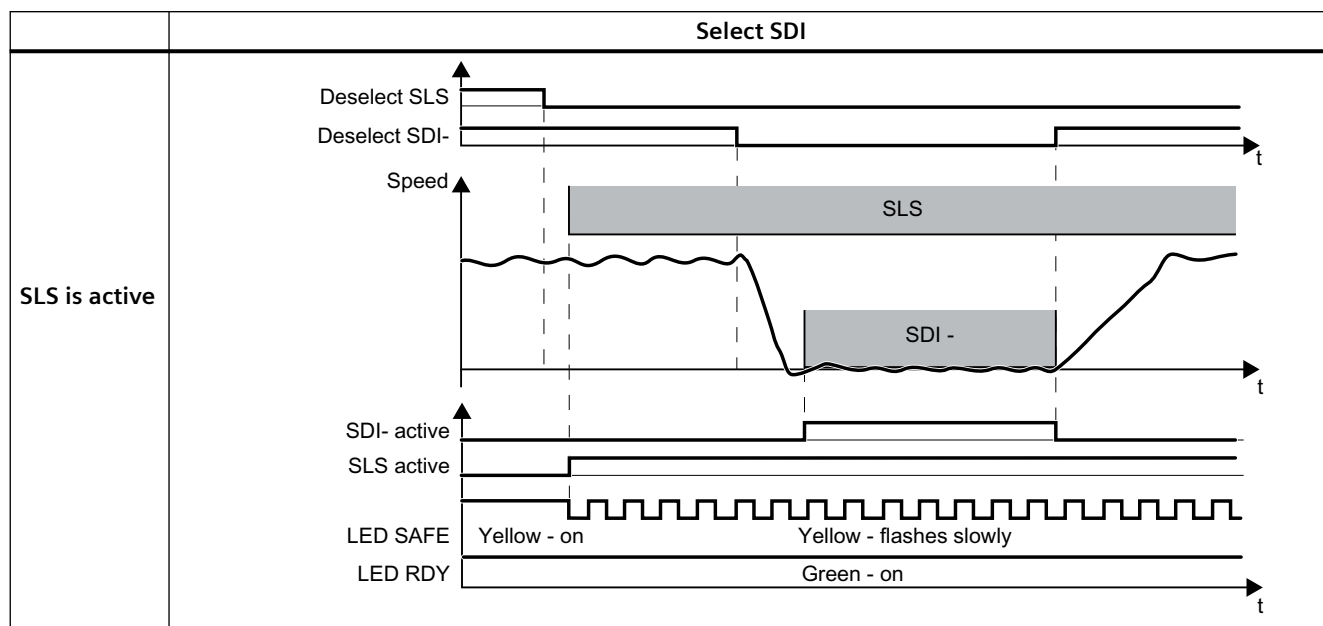 Select SDI
SLS is active
Deselect SLS
Deselect SDI-
t
Speed
SLS
SDI -
t
SDI- active
SLS active
LED SAFE Yellow - on Yellow - flashes slowly
LED RDY Green - on
t